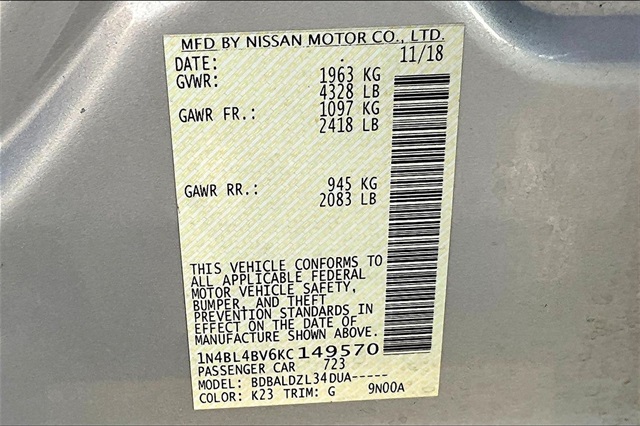 MFD BY NISSAN MOTOR CO., LTD.
DATE: 11/18
GVWR: 1963 KG
4328 LB
GAWR FR.: 1097 KG
2418 LB
GAWR RR.: 945 KG
2083 LB
THIS VEHICLE CONFORMS TO
ALL APPLICABLE FEDERAL
MOTOR VEHICLE SAFETY,
BUMPER, AND THEFT
PREVENTION STANDARDS IN
EFFECT ON THE DATE OF
MANUFACTURE SHOWN ABOVE.
1N4BL4BV6KC149570
PASSENGER CAR 723
MODEL: BDBALDZL34DUA-----
COLOR: K23 TRIM: G 9N00A